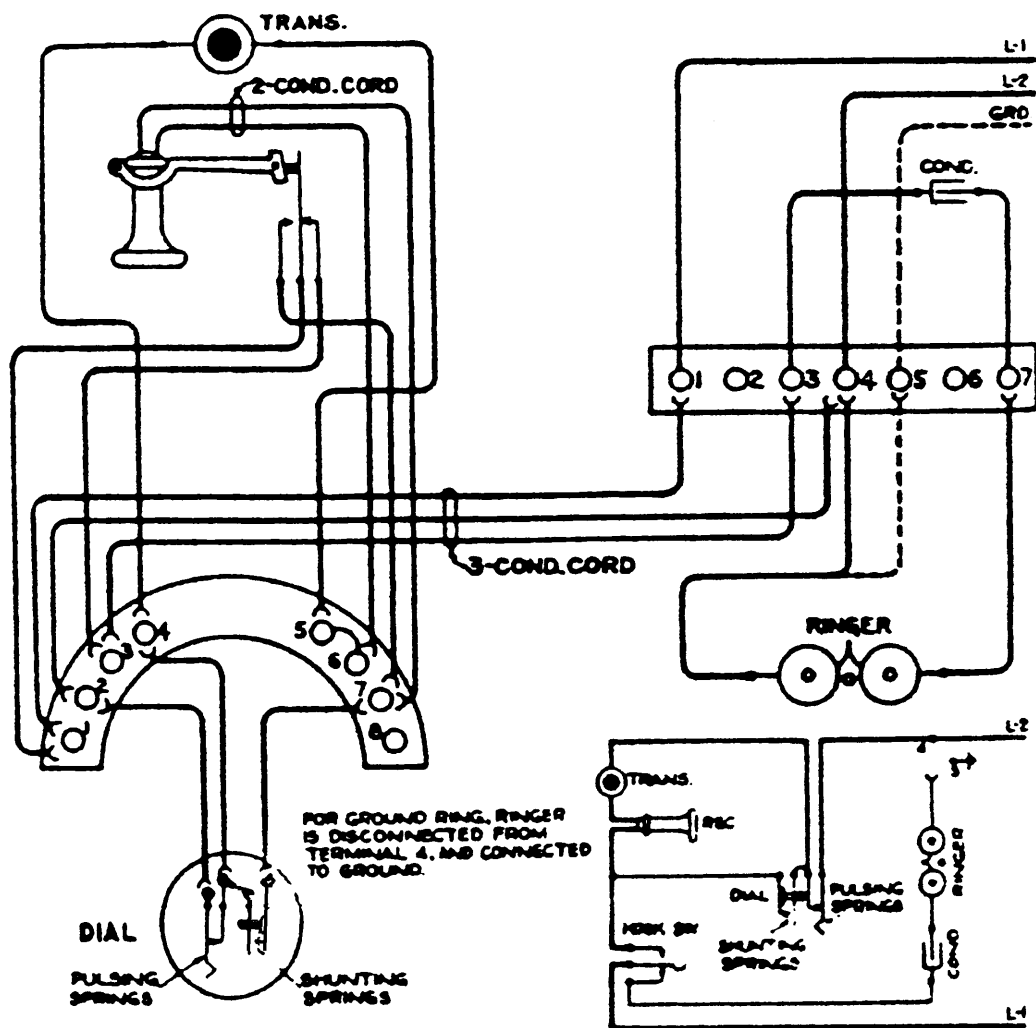 TRANS.
2-COND. CORD
L-1
L-2
GRD
COND.
1 2 3 4 5 6 7
3-COND. CORD
1 2 3 4 5 6 7 8
RINGER
FOR GROUND RING, RINGER
IS DISCONNECTED FROM
TERMINAL 4, AND CONNECTED
TO GROUND.
DIAL
PULSING
SPRINGS
SHUNTING
SPRINGS
L-2
4
TRANS.
REC
RINGER
DIAL
PULSING
SPRINGS
HOOK SW
SHUNTING
SPRINGS
COND
L-1